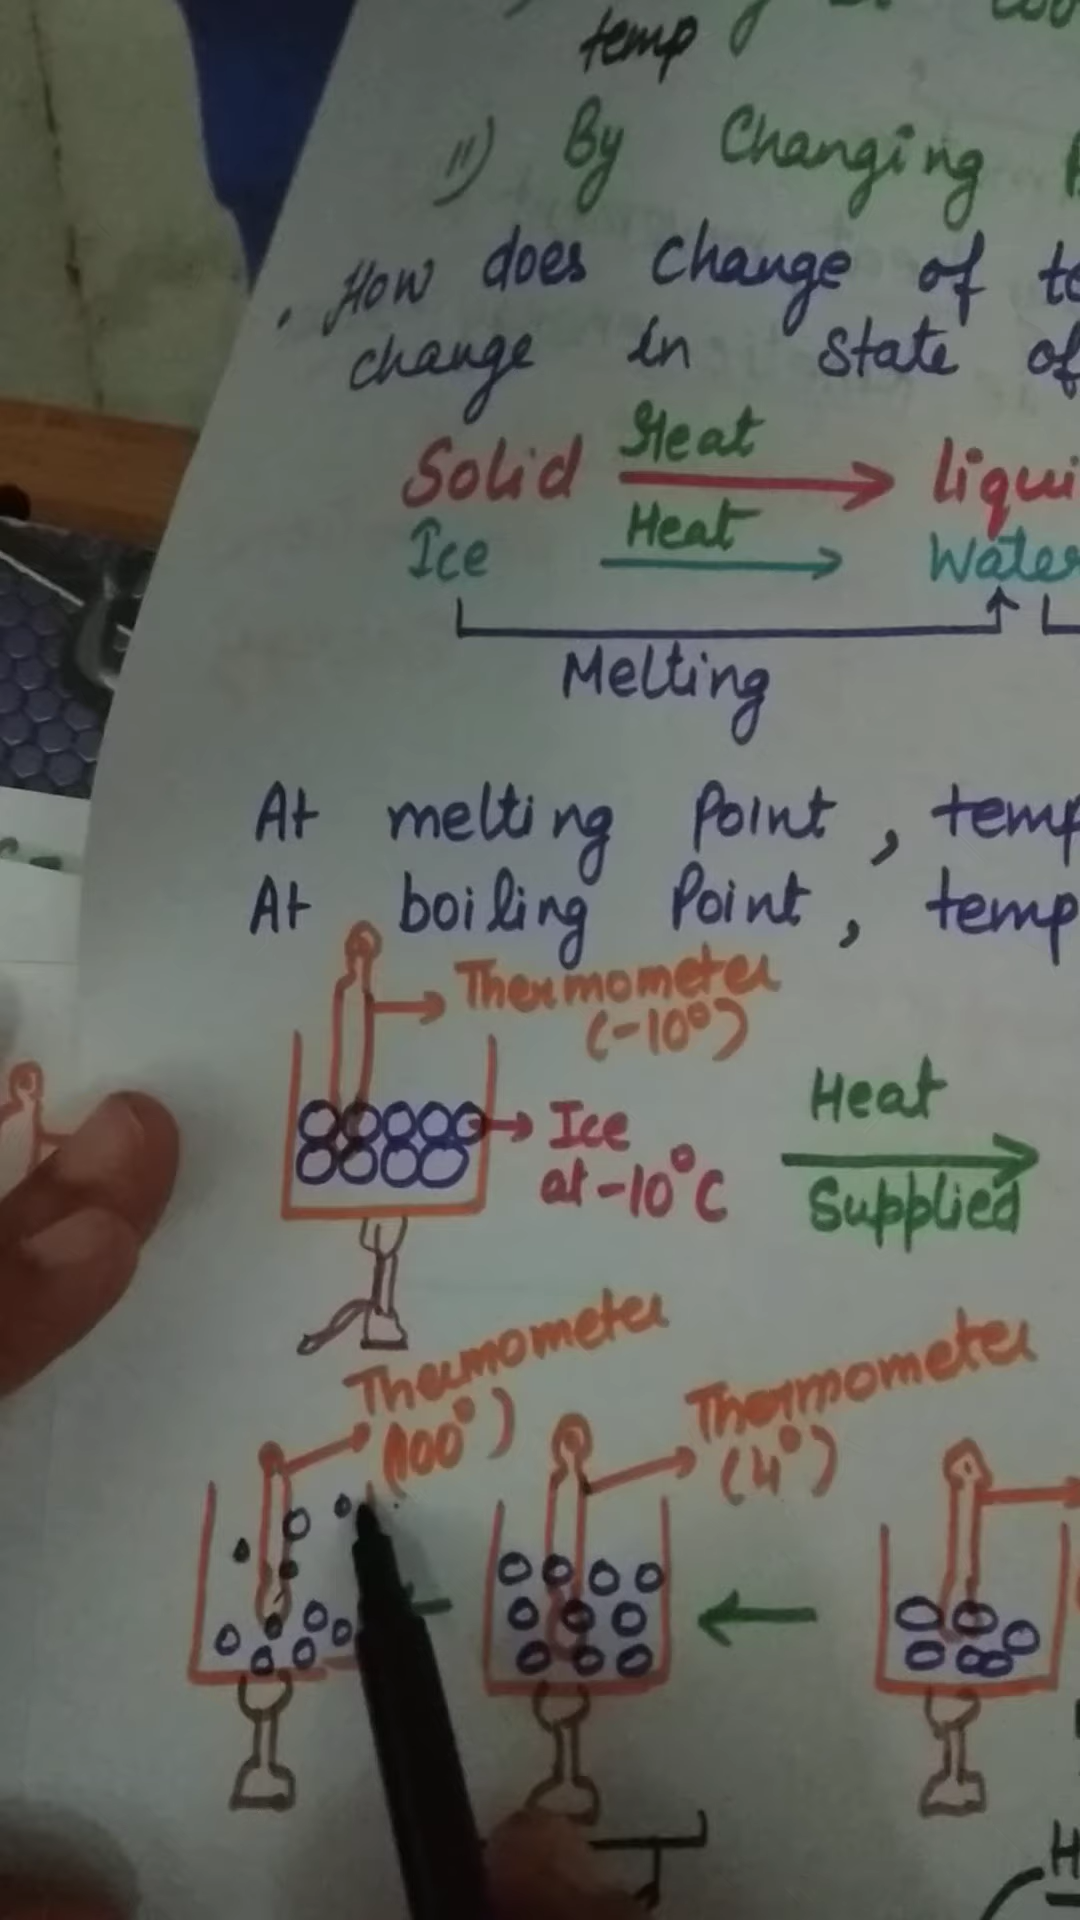 temp
ii) By Changing
. How does change of
change in state of
Solid Heat
Ice Heat Water
Melting
At melting Point , temp
At boiling Point , temp
Thermometer
(-10°)
Ice
at -10°C
Heat
Supplied
Thermometer
(100°)
Thermometer
(4°)